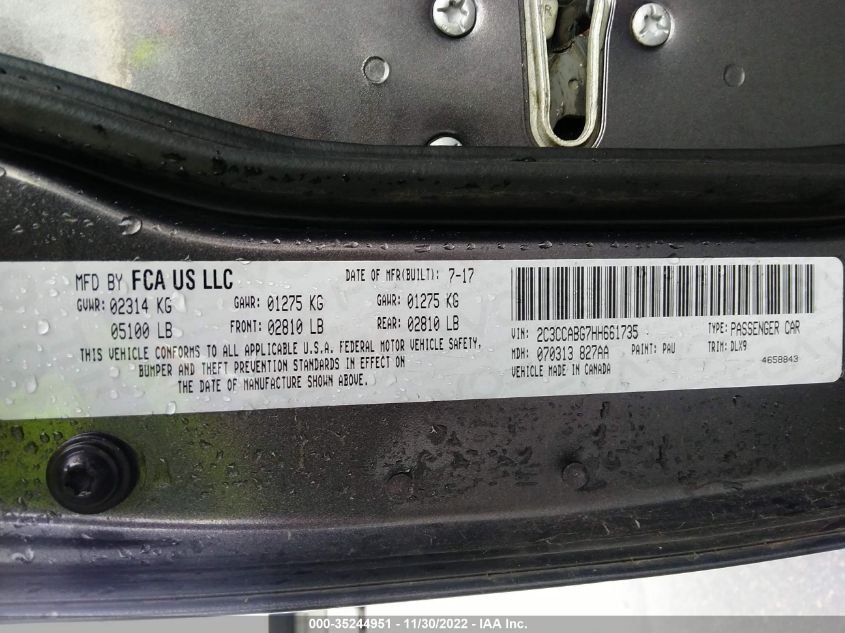 MFD BY FCA US LLC DATE OF MFR(BUILT): 7-17
GVWR: 02314 KG GAWR: 01275 KG GAWR: 01275 KG
05100 LB FRONT: 02810 LB REAR: 02810 LB
THIS VEHICLE CONFORMS TO ALL APPLICABLE U.S.A. FEDERAL MOTOR VEHICLE SAFETY,
BUMPER AND THEFT PREVENTION STANDARDS IN EFFECT ON
THE DATE OF MANUFACTURE SHOWN ABOVE.
VIN: 2C3CCABG7HH661735 TYPE: PASSENGER CAR
MDH: 070313 827AA PAINT: PAU TRIM: DLX9
VEHICLE MADE IN CANADA 4658843
000-35244951 - 11/30/2022 - IAA Inc.